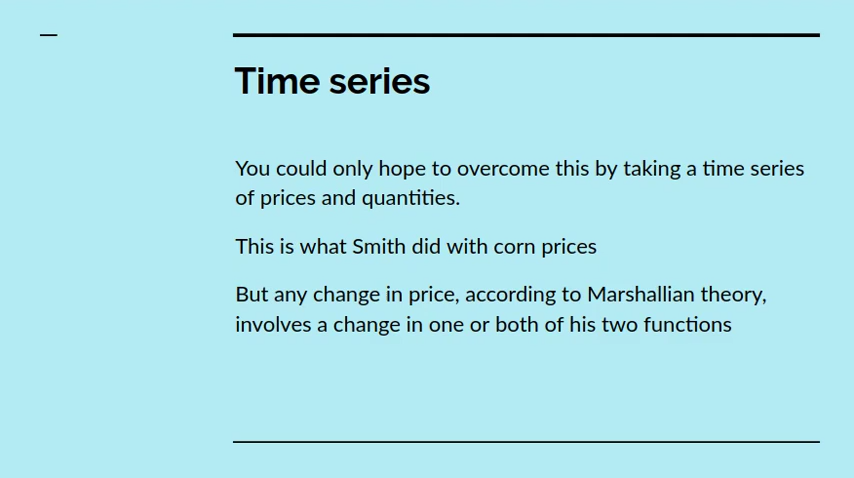 Time series
You could only hope to overcome this by taking a time series
of prices and quantities.
This is what Smith did with corn prices
But any change in price, according to Marshallian theory,
involves a change in one or both of his two functions